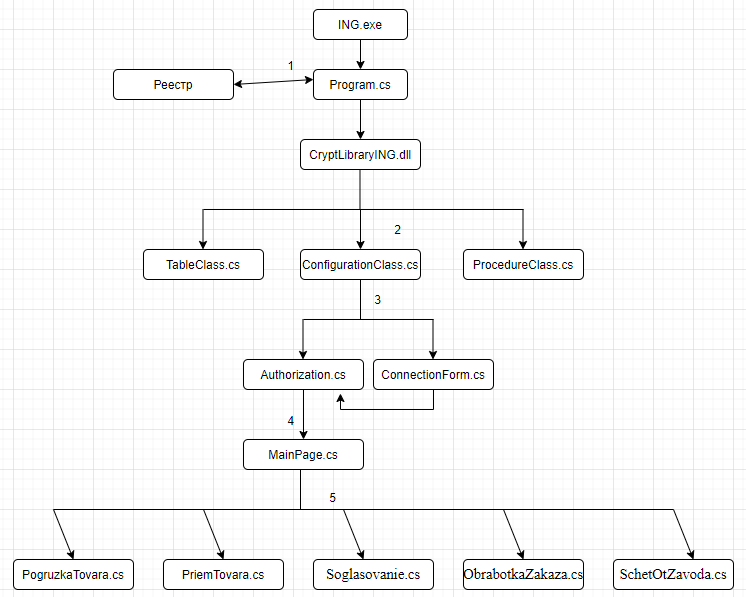 ING.exe
1
Реестр
Program.cs
CryptLibraryING.dll
2
TableClass.cs
ConfigurationClass.cs
ProcedureClass.cs
3
Authorization.cs
ConnectionForm.cs
4
MainPage.cs
5
PogruzkaTovara.cs
PriemTovara.cs
Soglasovanie.cs
ObrabotkaZakaza.cs
SchetOtZavoda.cs